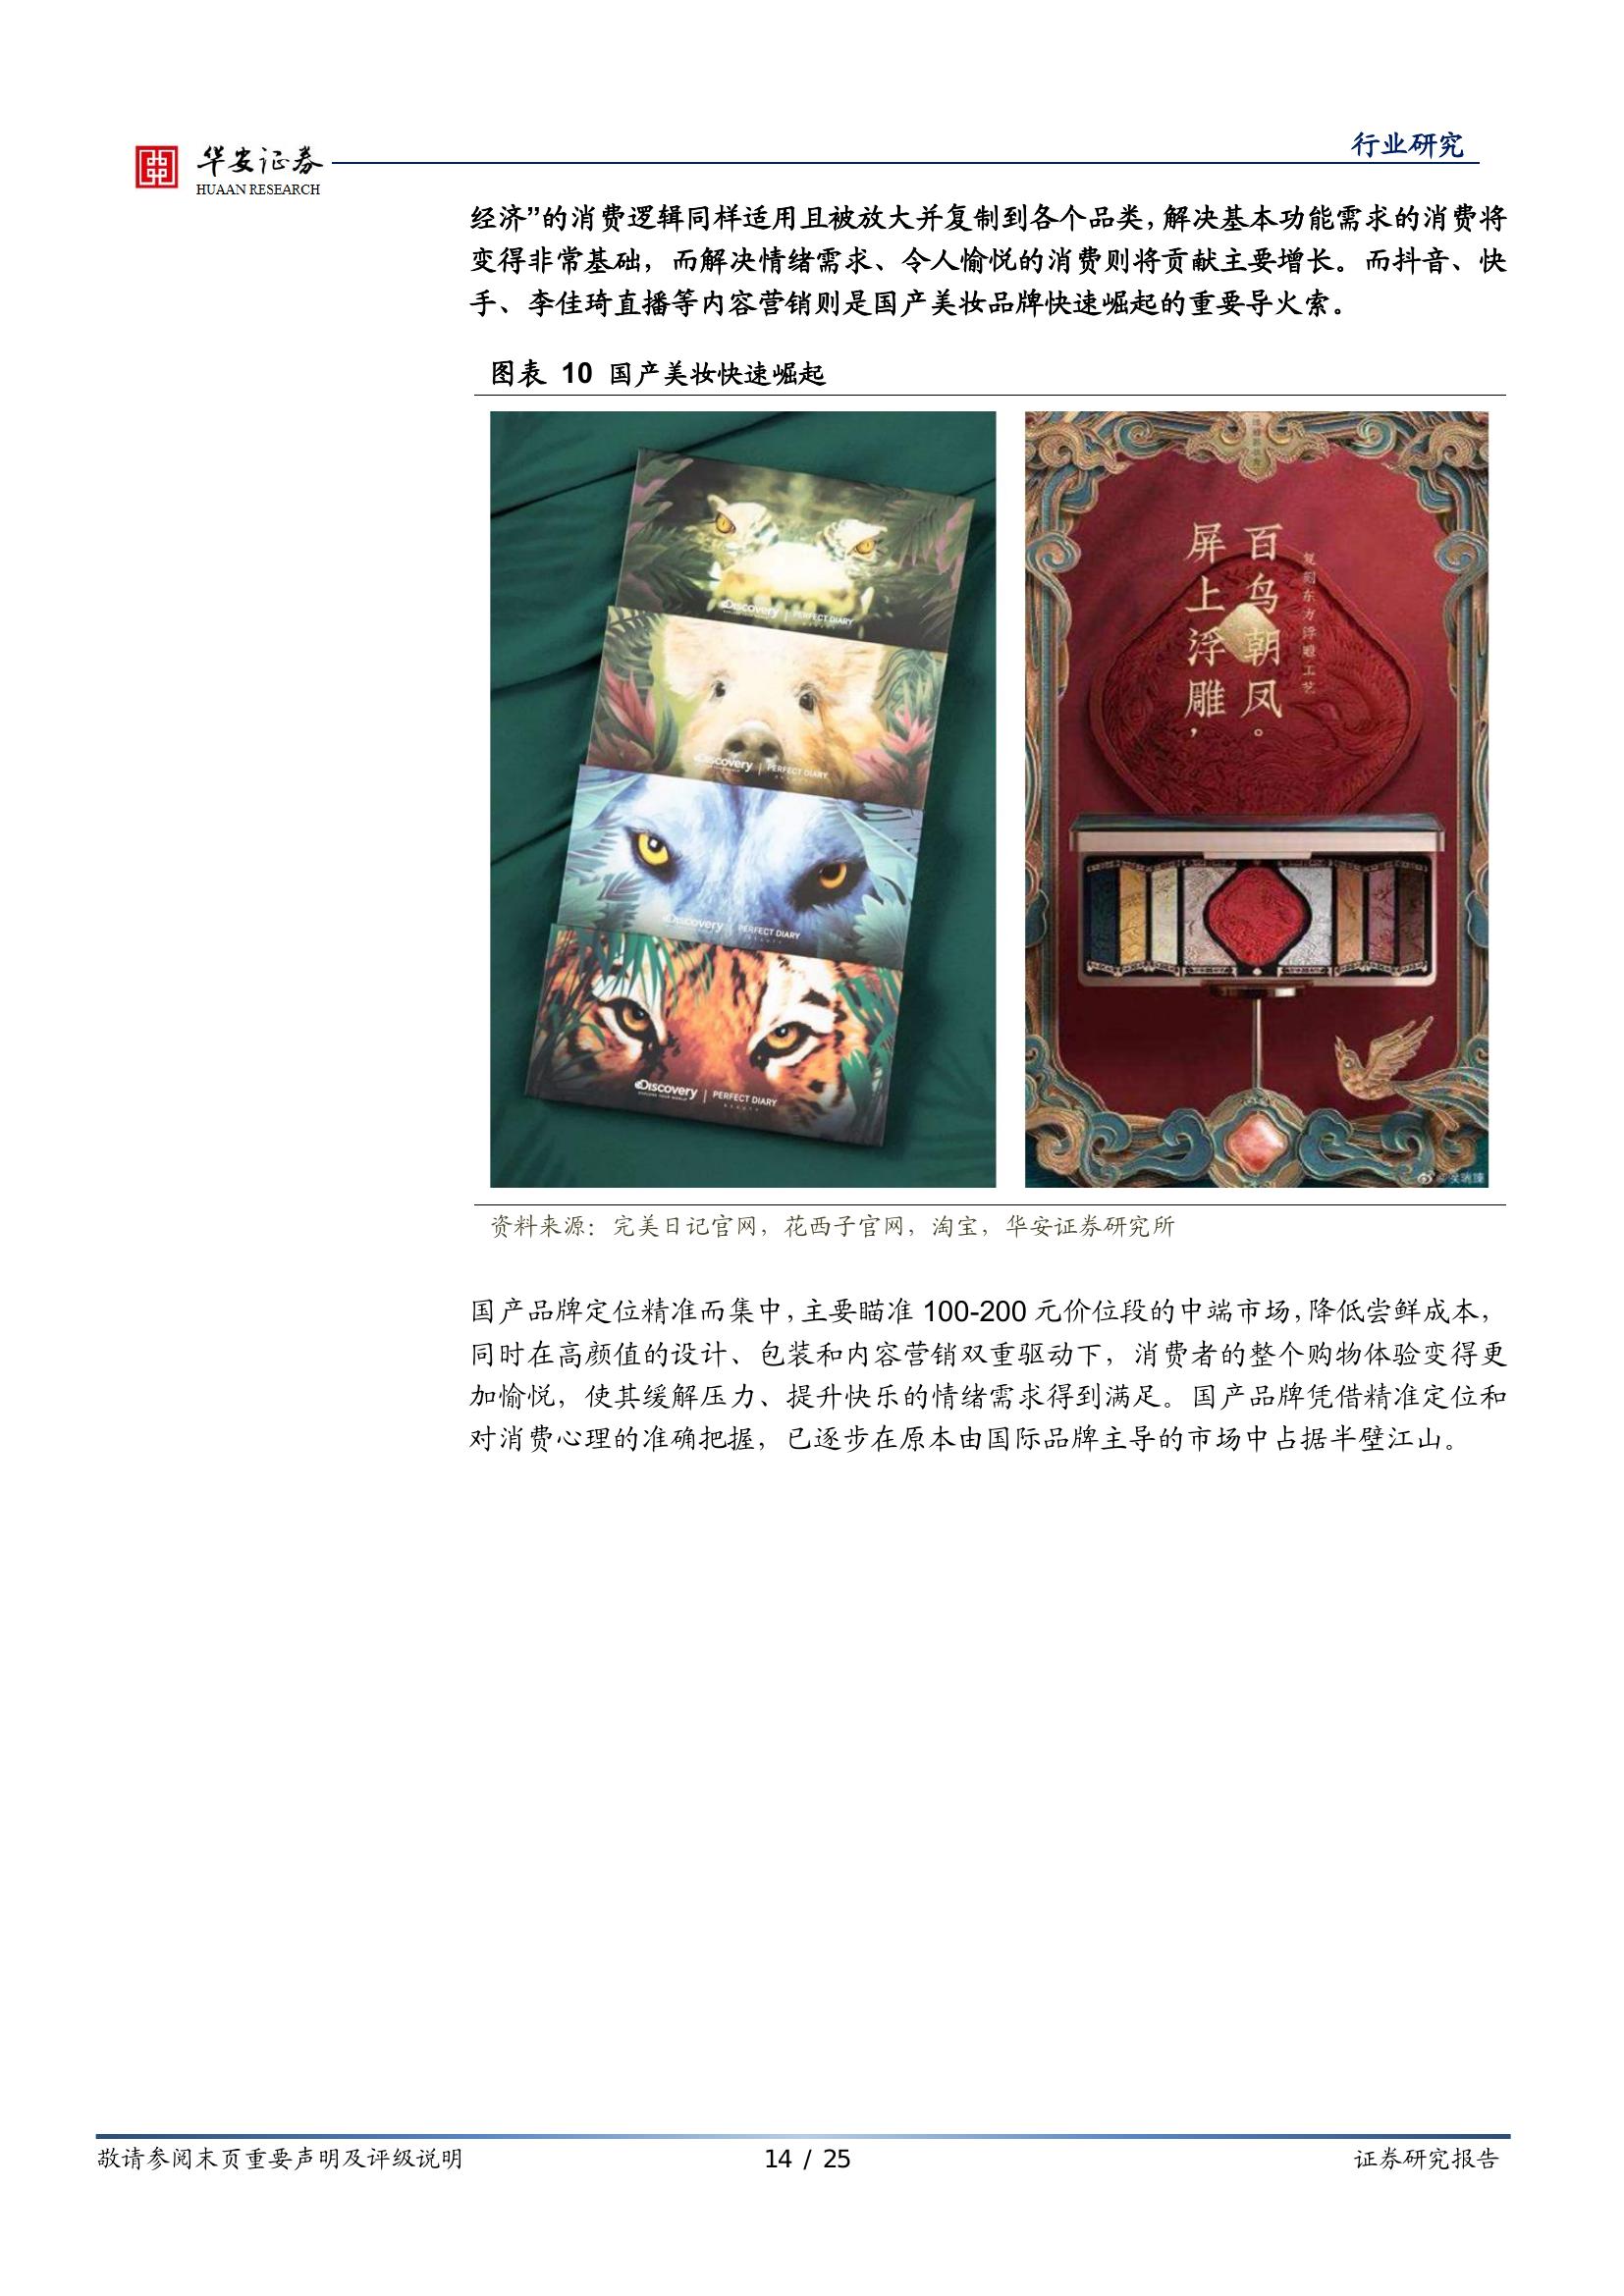 华安证券
HUAAN RESEARCH
行业研究
经济”的消费逻辑同样适用且被放大并复制到各个品类，解决基本功能需求的消费将
变得非常基础，而解决情绪需求、令人愉悦的消费则将贡献主要增长。而抖音、快
手、李佳琦直播等内容营销则是国产美妆品牌快速崛起的重要导火索。
图表 10 国产美妆快速崛起
Discovery | PERFECT DIARY
Discovery | PERFECT DIARY
Discovery | PERFECT DIARY
Discovery | PERFECT DIARY
EXPLORE YOUR WORLD
BEAUTY
复刻东方浮雕工艺
百鸟朝凤。
屏上浮雕，
资料来源：完美日记官网，花西子官网，淘宝，华安证券研究所
国产品牌定位精准而集中，主要瞄准 100-200 元价位段的中端市场，降低尝鲜成本，
同时在高颜值的设计、包装和内容营销双重驱动下，消费者的整个购物体验变得更
加愉悦，使其缓解压力、提升快乐的情绪需求得到满足。国产品牌凭借精准定位和
对消费心理的准确把握，已逐步在原本由国际品牌主导的市场中占据半壁江山。
敬请参阅末页重要声明及评级说明
14 / 25
证券研究报告